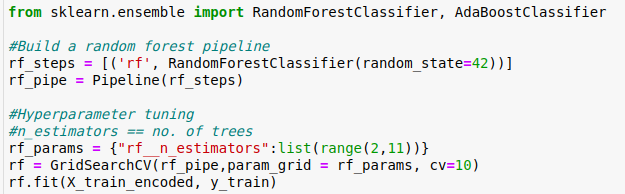 from sklearn.ensemble import RandomForestClassifier, AdaBoostClassifier
#Build a random forest pipeline
rf_steps = [('rf', RandomForestClassifier(random_state=42))]
rf_pipe = Pipeline(rf_steps)
#Hyperparameter tuning
#n_estimators == no. of trees
rf_params = {"rf__n_estimators":list(range(2,11))}
rf = GridSearchCV(rf_pipe,param_grid = rf_params, cv=10)
rf.fit(X_train_encoded, y_train)